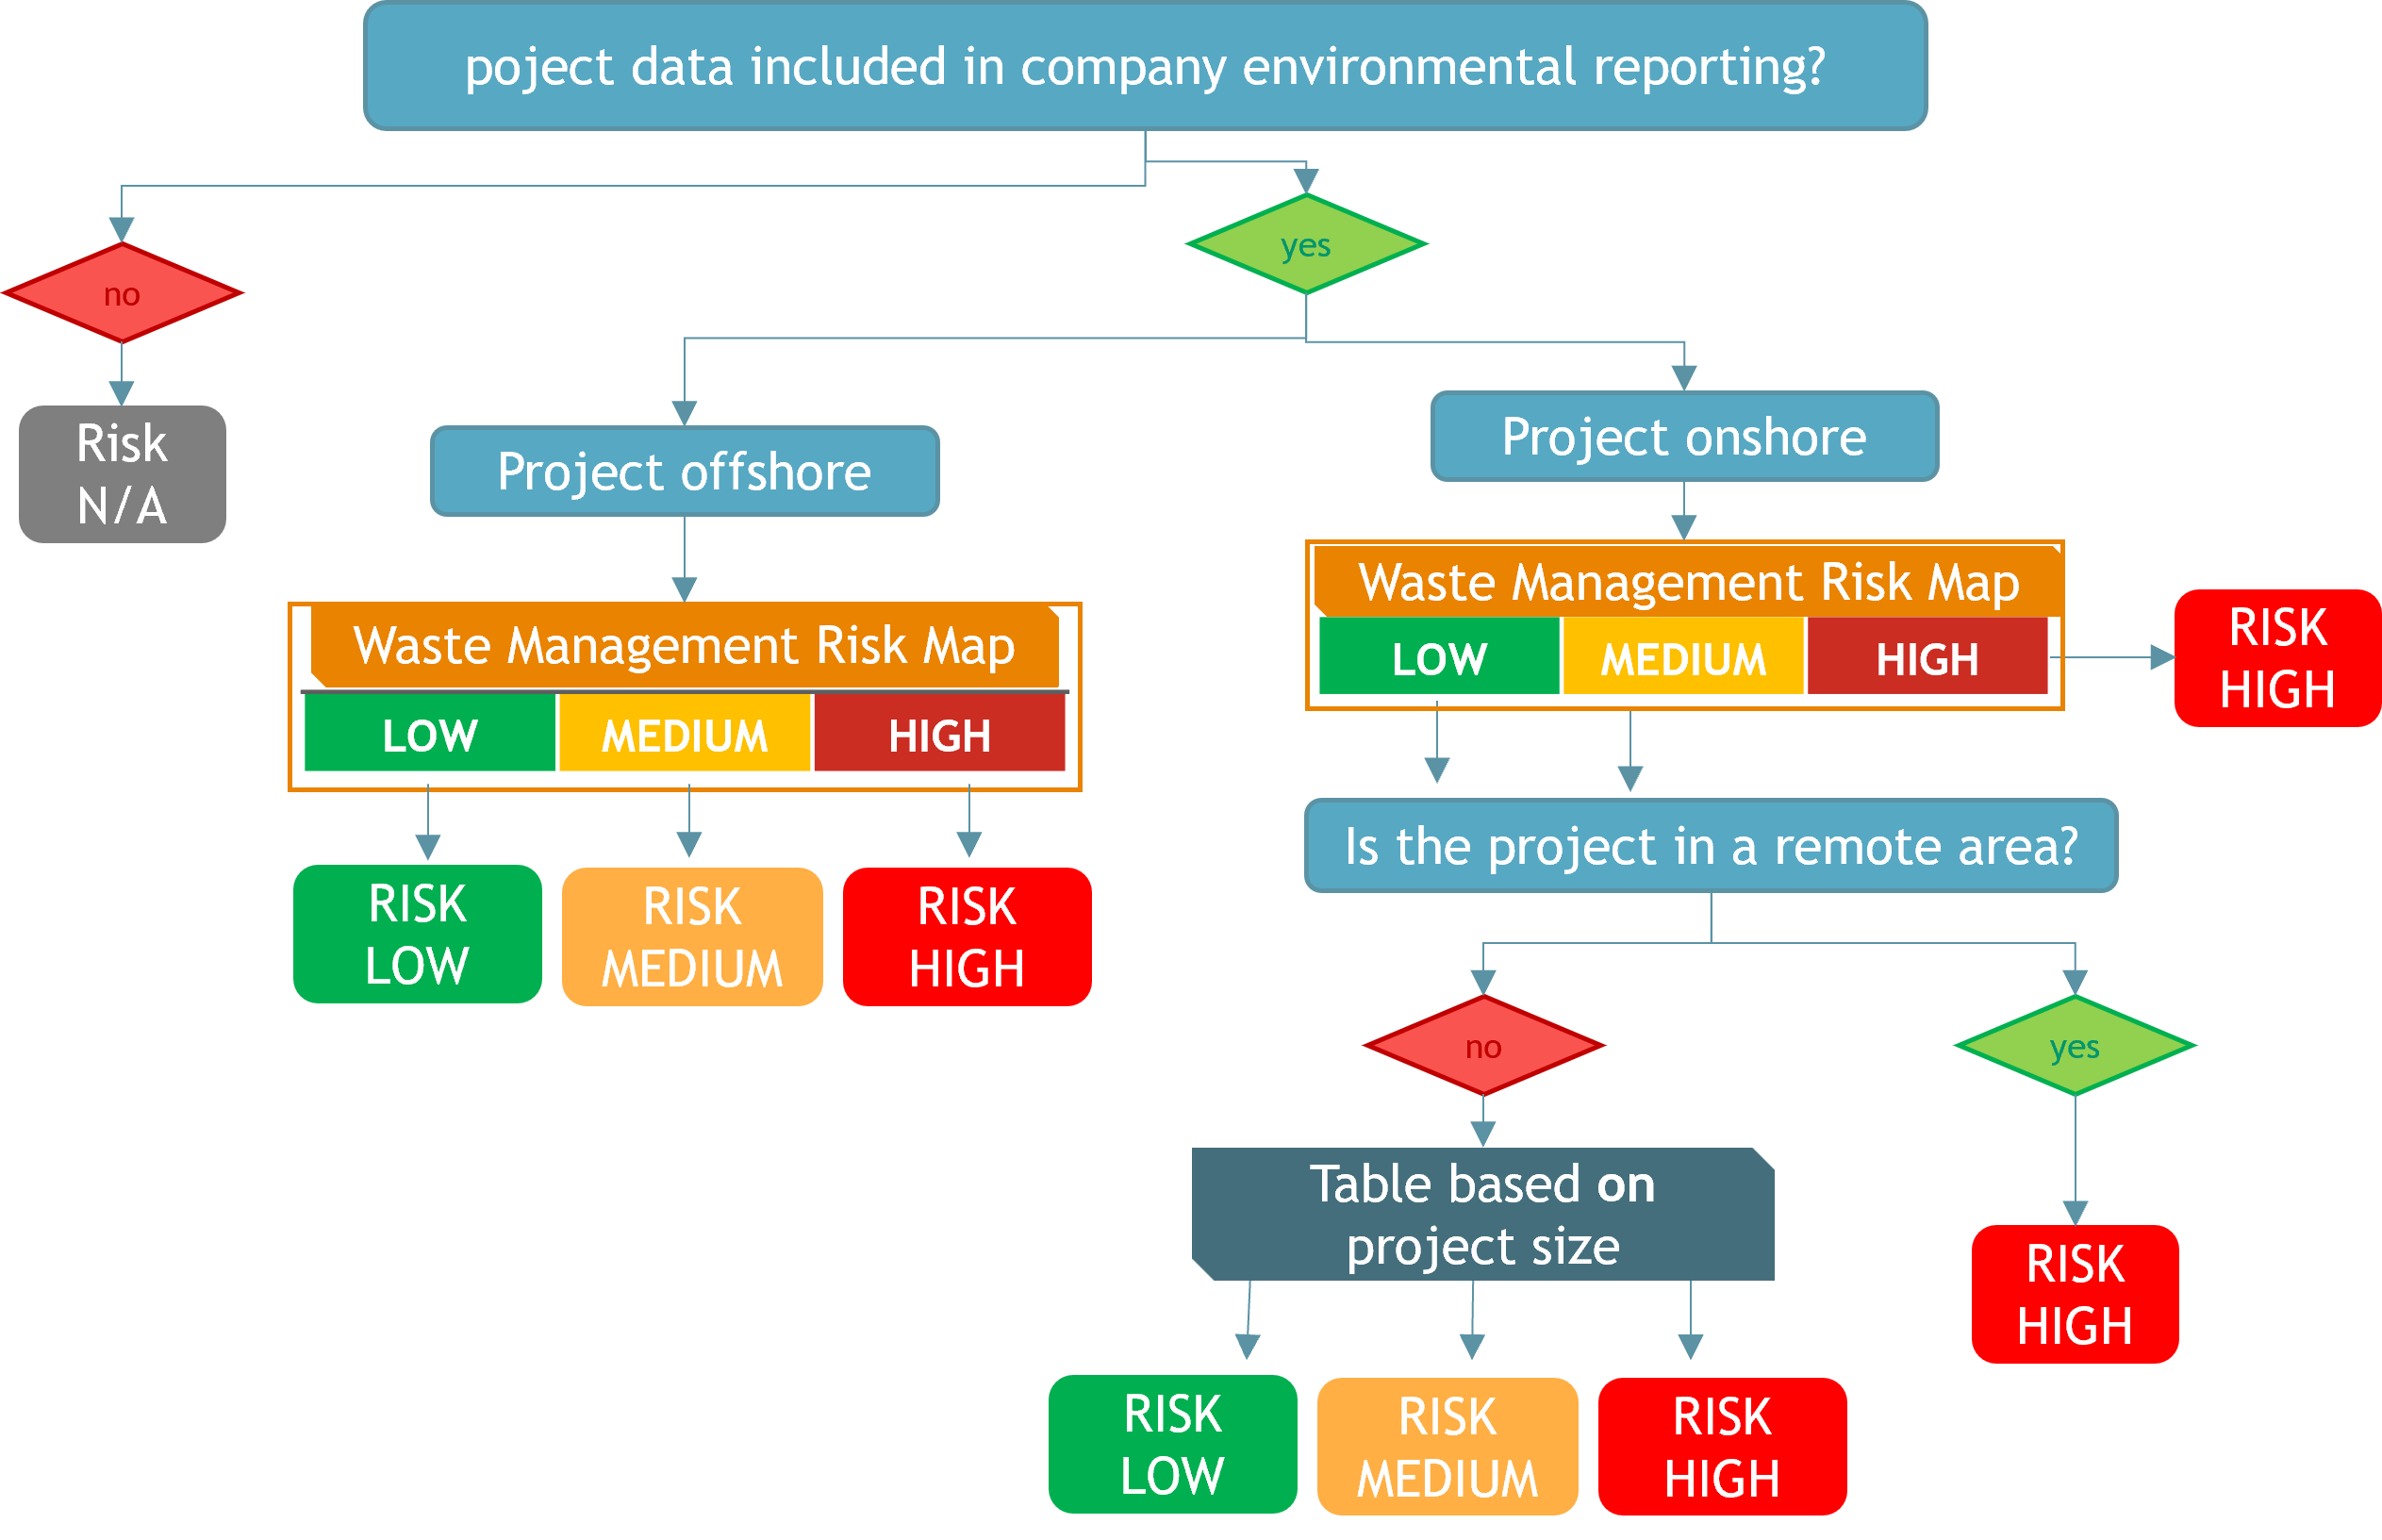 poject data included in company environmental reporting?
yes
no
Risk
N/A
Project offshore
Project onshore
Waste Management Risk Map
LOW MEDIUM HIGH
RISK
LOW
RISK
MEDIUM
RISK
HIGH
Waste Management Risk Map
LOW MEDIUM HIGH
RISK
HIGH
Is the project in a remote area?
no
yes
Table based on
project size
RISK
HIGH
RISK
LOW
RISK
MEDIUM
RISK
HIGH